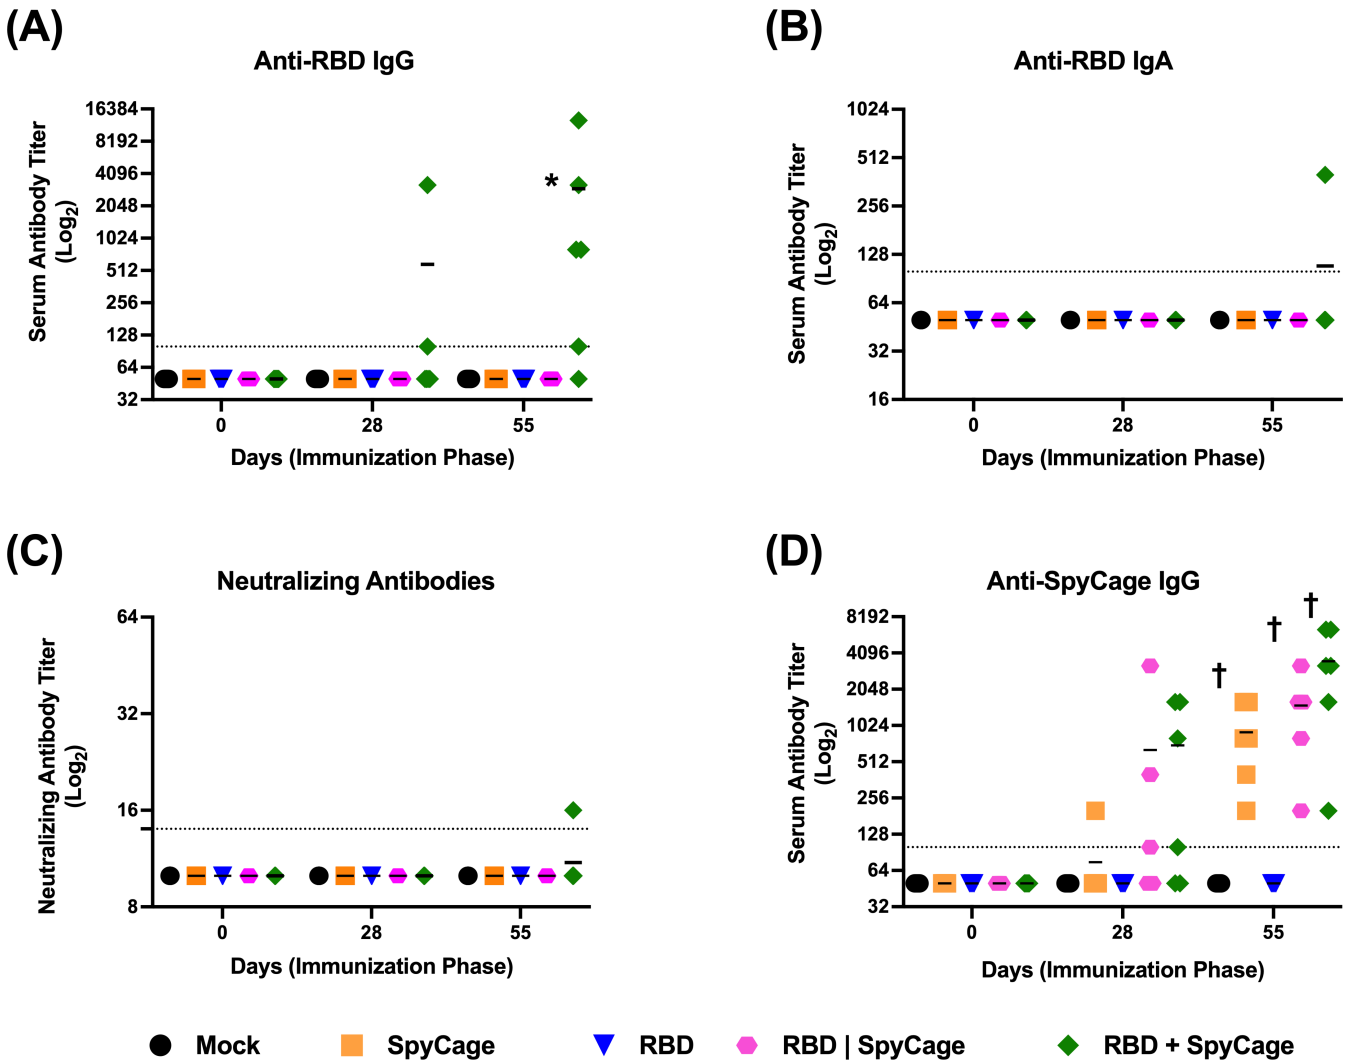 (A)
Anti-RBD IgG
Serum Antibody Titer
(Log2)
16384
8192
4096
2048
1024
512
256
128
64
32
*
0 28 55
Days (Immunization Phase)
(B)
Anti-RBD IgA
Serum Antibody Titer
(Log2)
1024
512
256
128
64
32
16
0 28 55
Days (Immunization Phase)
(C)
Neutralizing Antibodies
Neutralizing Antibody Titer
(Log2)
64
32
16
8
0 28 55
Days (Immunization Phase)
(D)
Anti-SpyCage IgG
Serum Antibody Titer
(Log2)
8192
4096
2048
1024
512
256
128
64
32
† † †
0 28 55
Days (Immunization Phase)
Mock SpyCage RBD RBD | SpyCage RBD + SpyCage